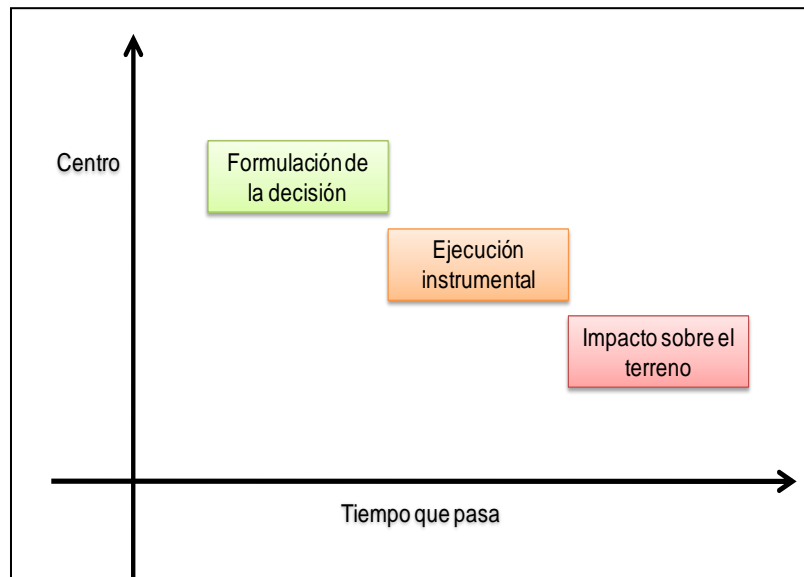 Centro
Formulación de
la decisión
Ejecución
instrumental
Impacto sobre el
terreno
Tiempo que pasa